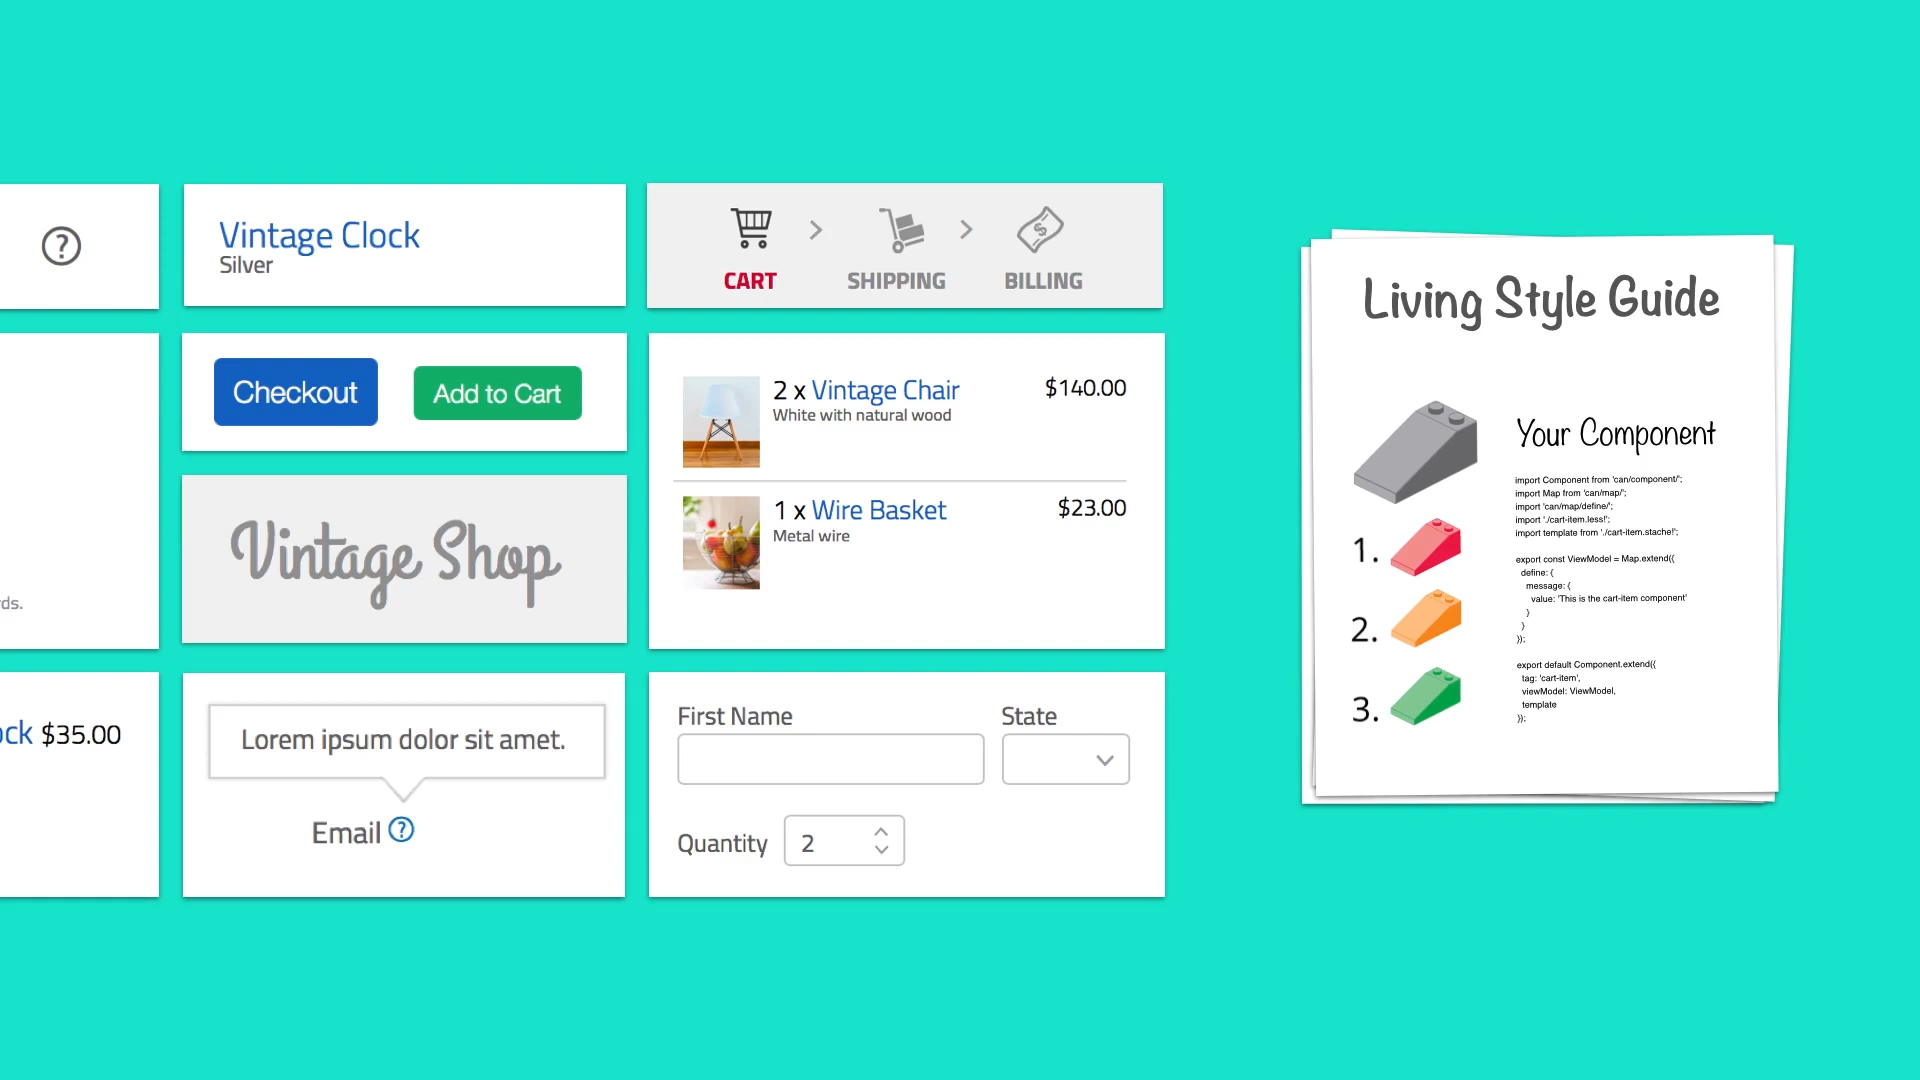 ?
ds.
ck $35.00
Vintage Clock
Silver
Checkout
Add to Cart
Vintage Shop
Lorem ipsum dolor sit amet.
Email ?
CART > SHIPPING > BILLING
2 x Vintage Chair $140.00
White with natural wood
1 x Wire Basket $23.00
Metal wire
First Name
State
Quantity 2
Living Style Guide
Your Component
1.
2.
3.
import Component from 'can/component/';
import Map from 'can/map/';
import 'can/map/define/';
import './cart-item.less!';
import template from './cart-item.stache!';
export const ViewModel = Map.extend({
define: {
message: {
value: 'This is the cart-item component'
}
}
});
export default Component.extend({
tag: 'cart-item',
viewModel: ViewModel,
template
});